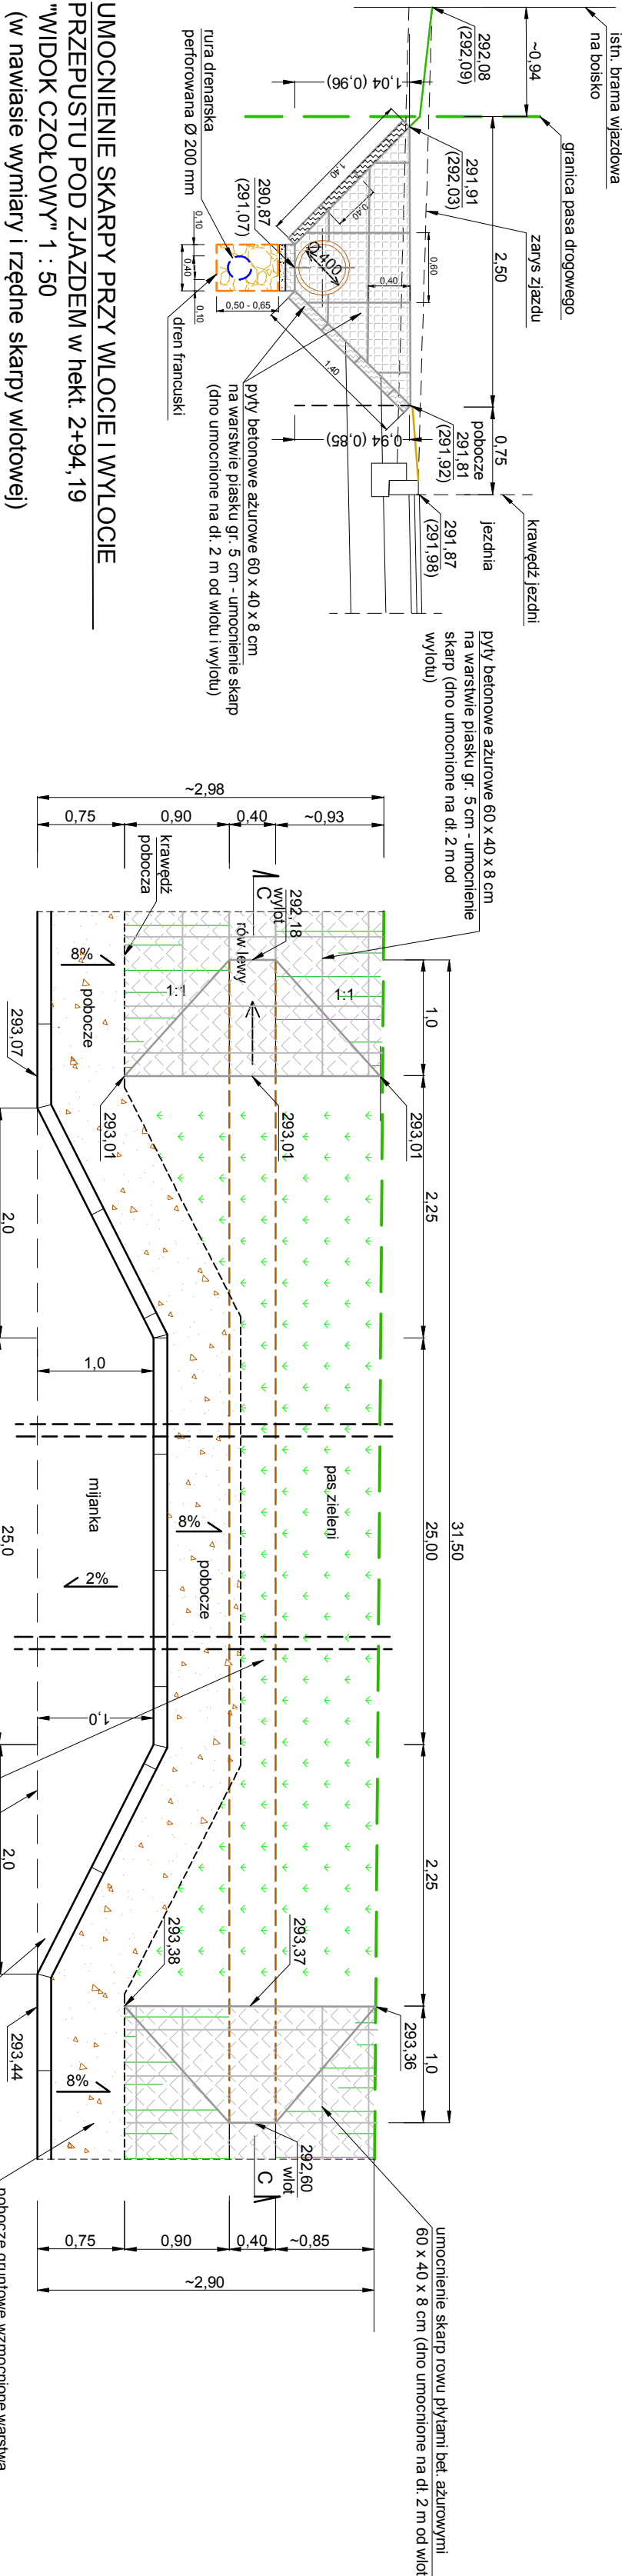 istn. brama wjazdowa
na boisko
granica pasa drogowego
zarys zjazdu
~0,94
2,50
0,75
pobocze
krawędź jezdni
jezdnia
292,08
(292,09)
291,91
(292,03)
291,81
(291,92)
291,87
(291,98)
1,04 (0,96)
0,94 (0,85)
1,40
0,40
0,60
0,40
1,40
Ø 400
290,87
(291,07)
0,10
0,40
0,10
0,50 - 0,65
rura drenarska
perforowana Ø 200 mm
dren francuski
pyty betonowe ażurowe 60 x 40 x 8 cm
na warstwie piasku gr. 5 cm - umocnienie skarp
(dno umocnione na dł. 2 m od wlotu i wylotu)
UMOCNIENIE SKARPY PRZY WLOCIE I WYLOCIE
PRZEPUSTU POD ZJAZDEM w hekt. 2+94,19
"WIDOK CZOŁOWY" 1 : 50
(w nawiasie wymiary i rzędne skarpy wlotowej)
pyty betonowe ażurowe 60 x 40 x 8 cm
na warstwie piasku gr. 5 cm - umocnienie
skarp (dno umocnione na dł. 2 m od
wylotu)
~2,98
0,75
0,90
0,40
~0,93
krawędź
pobocza
292,18
wylot
C
rów lewy
1:1
1:1
8%
pobocze
293,07
293,01
293,01
293,01
31,50
1,0
2,25
25,00
2,25
1,0
2,0
25,0
2,0
1,0
1,0
mijanka
2%
8%
pobocze
pas zieleni
293,38
293,37
293,36
292,60
wlot
C
293,44
8%
0,75
0,90
0,40
~0,85
~2,90
umocnienie skarp rowu płytami bet. ażurowymi
60 x 40 x 8 cm (dno umocnione na dł. 2 m od wlot
pobocze gruntowe wzmocnione warstwą